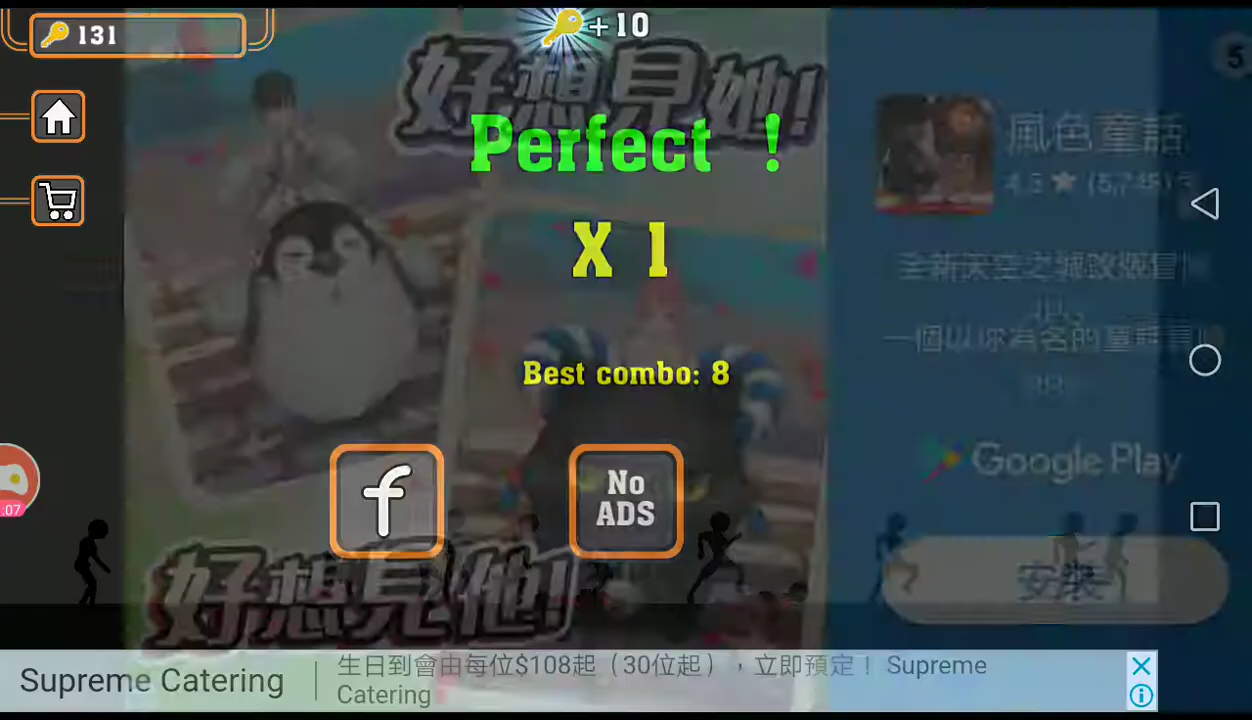 131
+10
5
好想見她!
Perfect !
風色童話
X 1
Best combo: 8
Google Play
f
No
ADS
:07
好想見他!
安裝
Supreme Catering
生日到會由每位$108起（30位起），立即預定！ Supreme
Catering